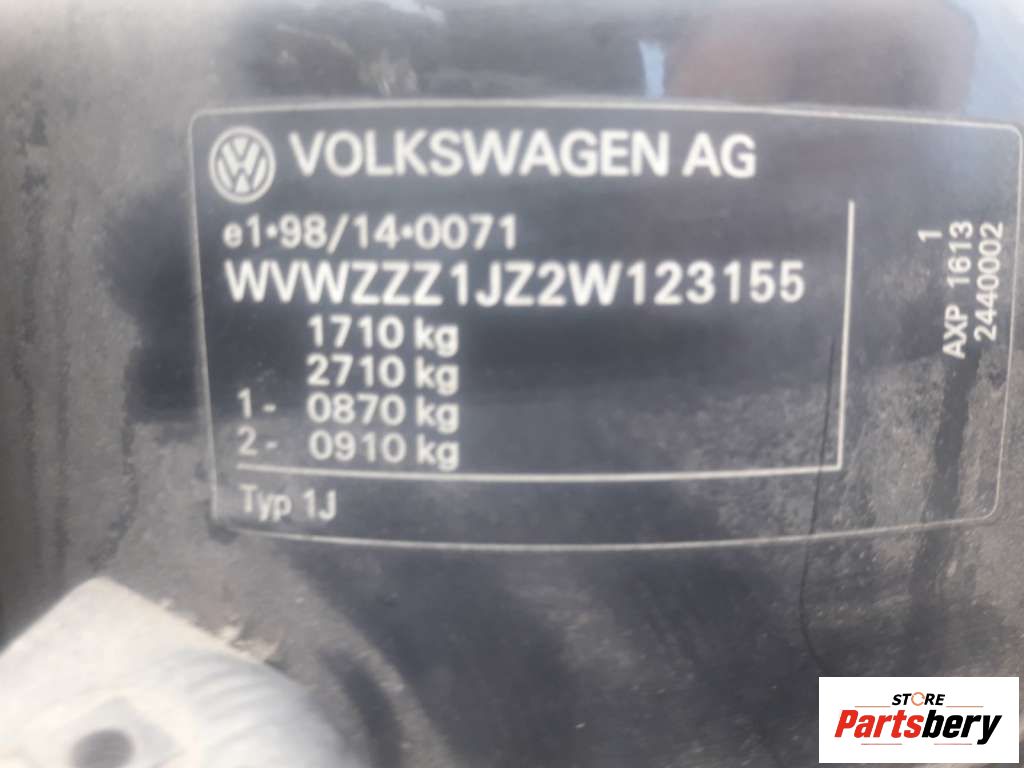 VOLKSWAGEN AG
e1•98/14•0071
WVWZZZ1JZ2W123155
1710 kg
2710 kg
1- 0870 kg
2- 0910 kg
Typ 1J
1
AXP 1613
24400002
STORE
Partsbery